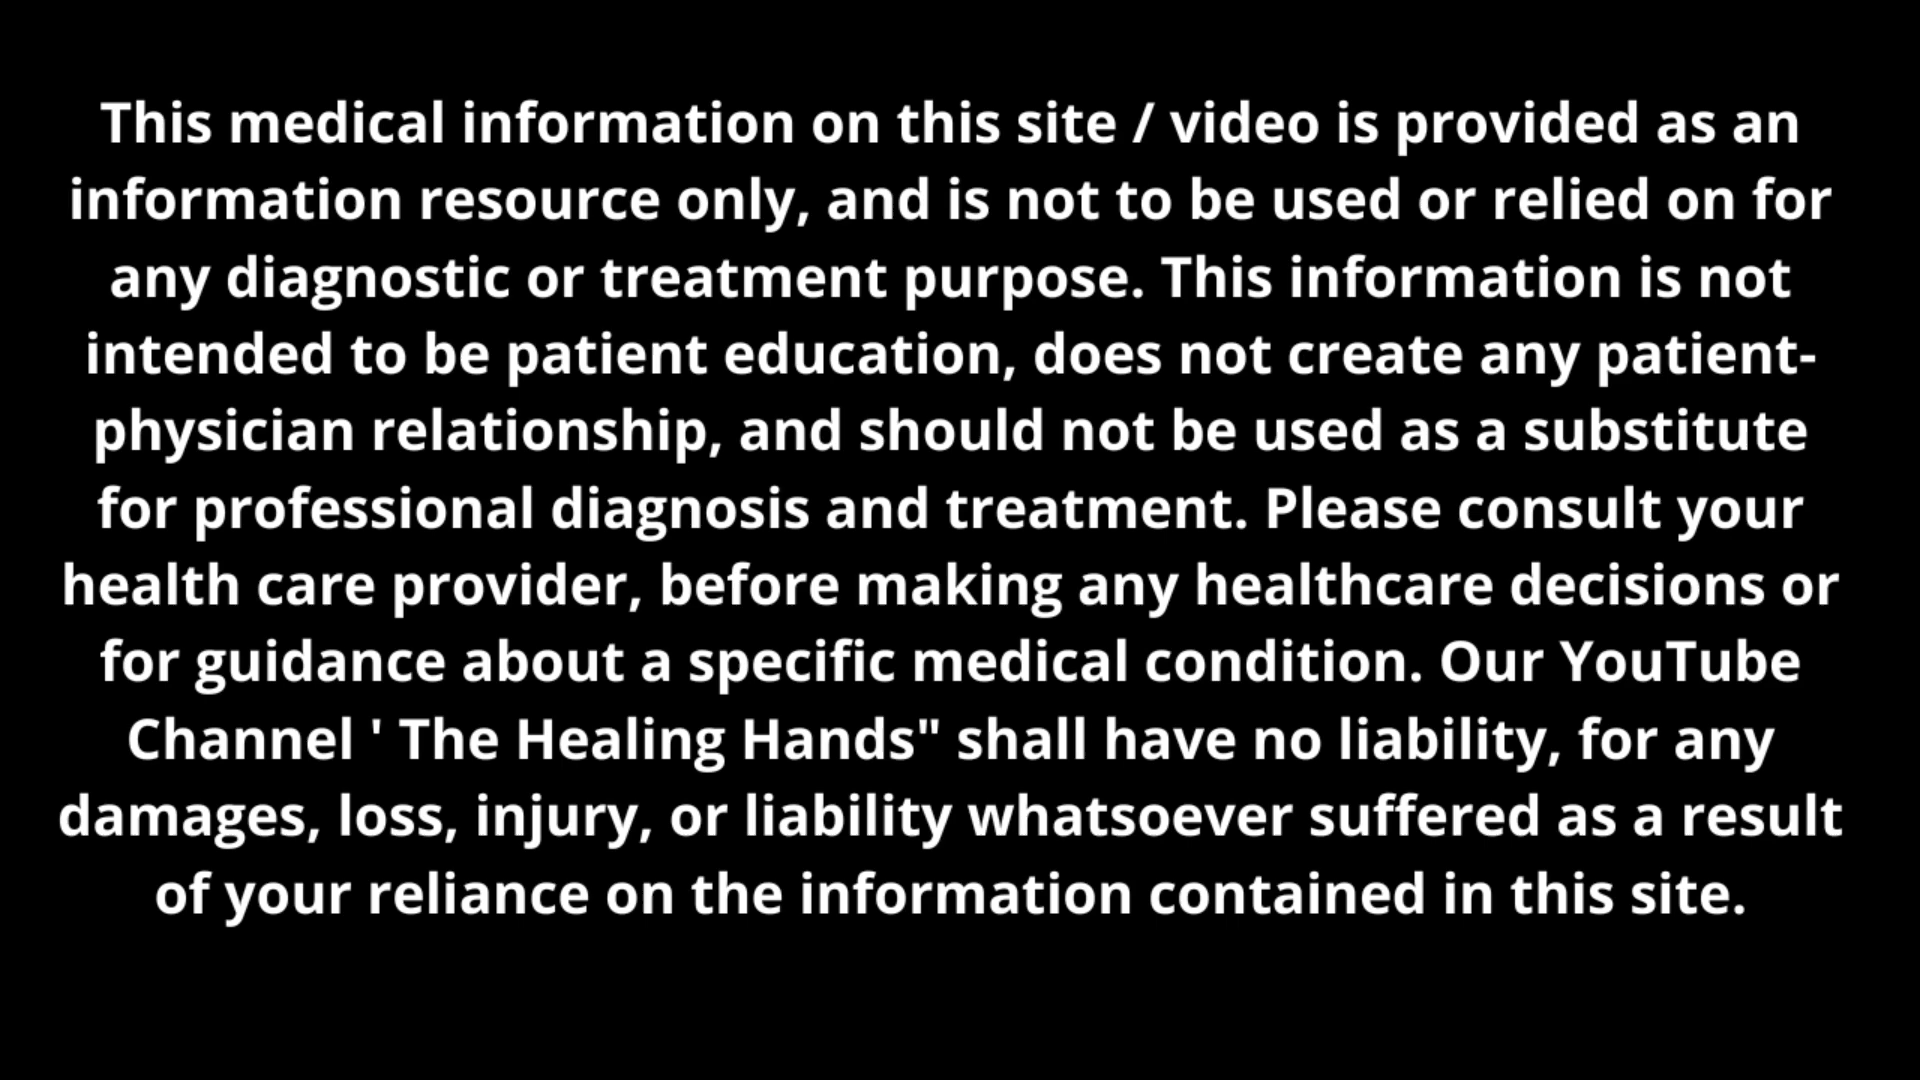 This medical information on this site / video is provided as an
information resource only, and is not to be used or relied on for
any diagnostic or treatment purpose. This information is not
intended to be patient education, does not create any patient-
physician relationship, and should not be used as a substitute
for professional diagnosis and treatment. Please consult your
health care provider, before making any healthcare decisions or
for guidance about a specific medical condition. Our YouTube
Channel ' The Healing Hands" shall have no liability, for any
damages, loss, injury, or liability whatsoever suffered as a result
of your reliance on the information contained in this site.